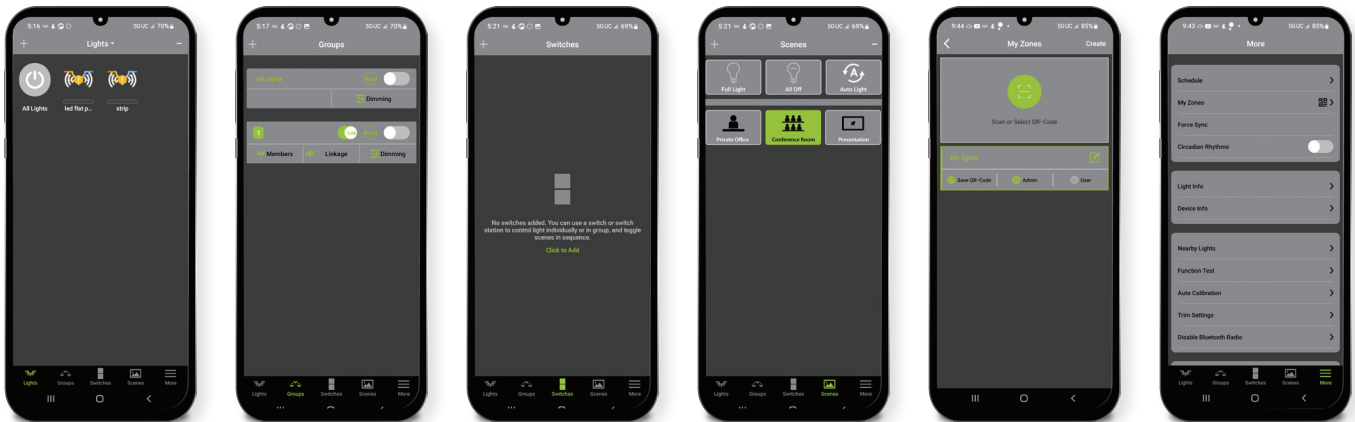 5:16
5G UC 70%
Lights
All Lights
led flat p...
strip
Lights
Groups
Switches
Scenes
More
5:17
5G UC 70%
Groups
All Lights
Dimming
1
Members
Linkage
Dimming
Lights
Groups
Switches
Scenes
More
5:21
5G UC 69%
Switches
No switches added. You can use a switch or switch
station to control light individually or in group, and toggle
scenes in sequence.
Click to Add
Lights
Groups
Switches
Scenes
More
5:21
5G UC 69%
Scenes
Full Light
All Off
A
Auto Light
Private Office
Conference Room
Presentation
Lights
Groups
Switches
Scenes
More
9:44
5G UC 85%
My Zones
Create
Scan or Select QR-Code
My lights
Save QR-Code
Admin
User
9:43
5G UC 85%
More
Schedule
My Zones
Force Sync
Circadian Rhythms
Light Info
Device Info
Nearby Lights
Function Test
Auto Calibration
Trim Settings
Disable Bluetooth Radio
Lights
Groups
Switches
Scenes
More